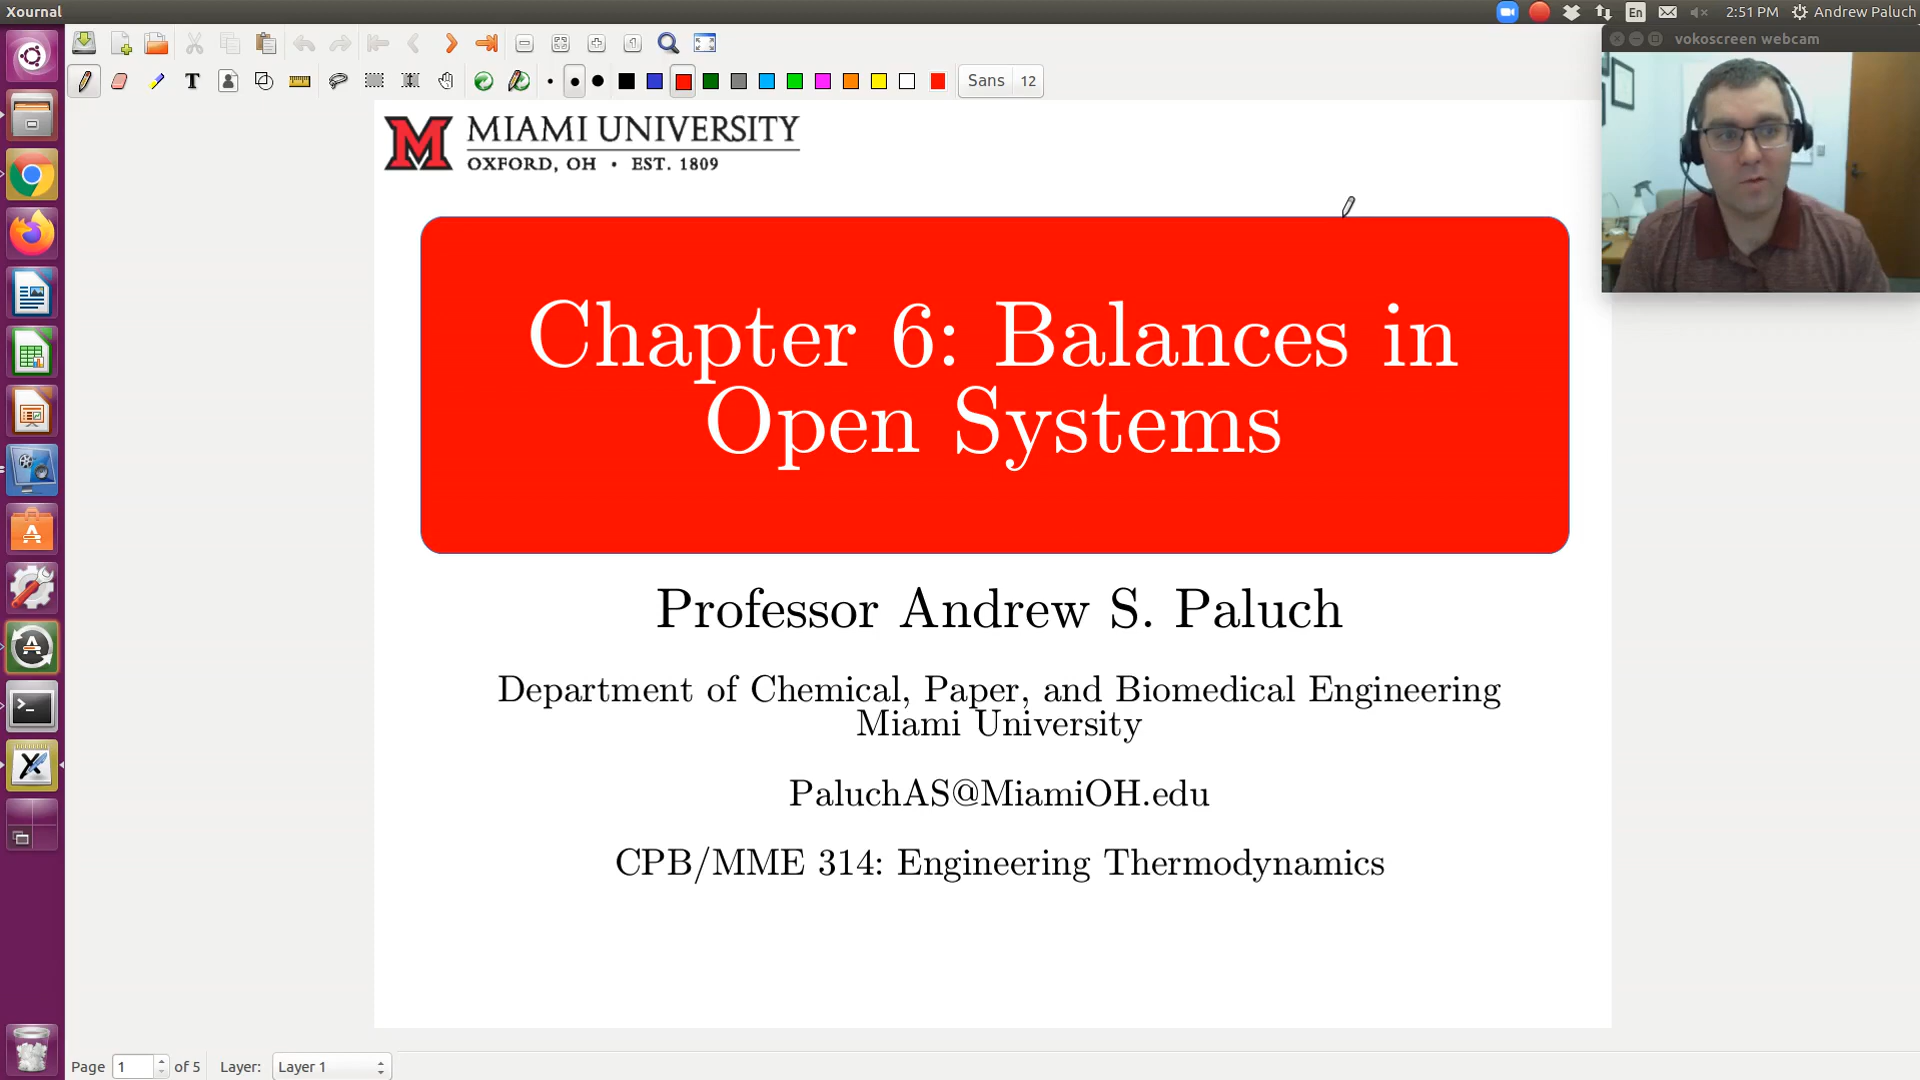 Xournal
En
2:51 PM
Andrew Paluch
vokoscreen webcam
Sans 12
MIAMI UNIVERSITY
OXFORD, OH • EST. 1809
Chapter 6: Balances in
Open Systems
Professor Andrew S. Paluch
Department of Chemical, Paper, and Biomedical Engineering
Miami University
PaluchAS@MiamiOH.edu
CPB/MME 314: Engineering Thermodynamics
Page 1 of 5 Layer: Layer 1